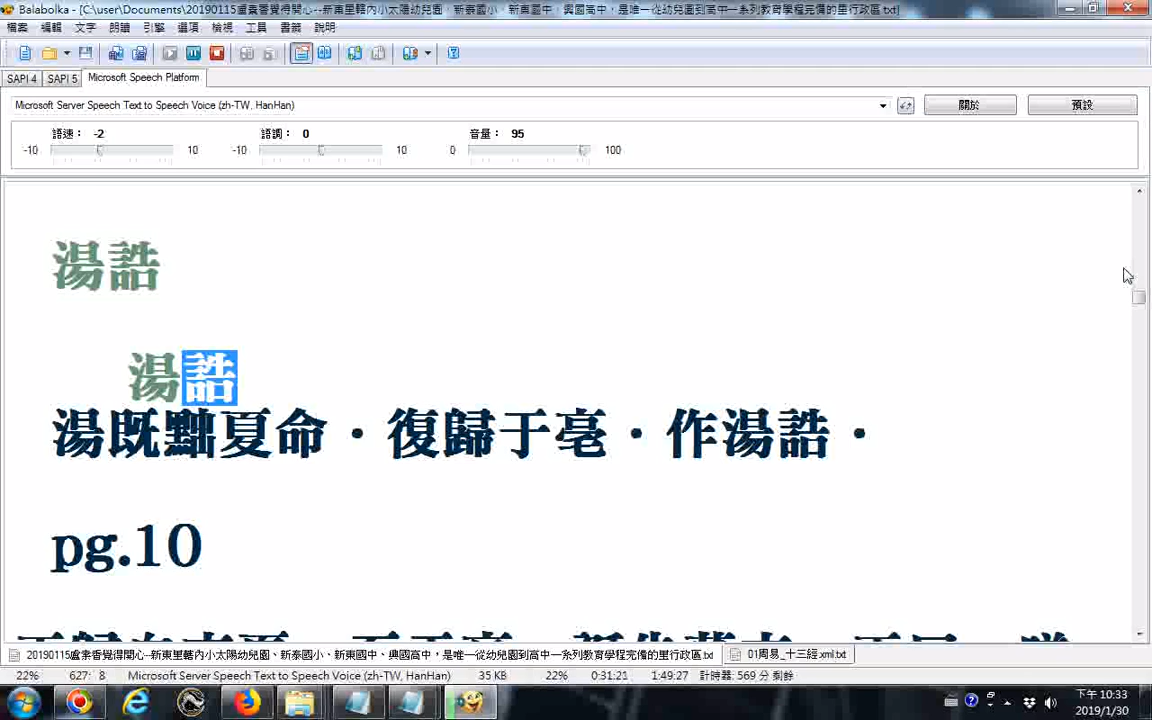 Balabolka - [C:\user\Documents\20190115盧素香覺得開心--新東里轄內小太陽幼兒園、新泰國小、新東國中、興國高中，是唯一從幼兒園到高中一系列教育學程完備的里行政區.txt]
檔案 編輯 文字 朗讀 引擎 選項 檢視 工具 書籤 說明
SAPI 4 SAPI 5 Microsoft Speech Platform
Microsoft Server Speech Text to Speech Voice (zh-TW, HanHan) 關於 預設
語速： -2 語調： 0 音量： 95
-10 10 -10 10 0 100
湯誥
湯誥
湯既黜夏命．復歸于亳．作湯誥．
pg.10
20190115盧素香覺得開心--新東里轄內小太陽幼兒園、新泰國小、新東國中、興國高中，是唯一從幼兒園到高中一系列教育學程完備的里行政區.txt 01周易_十三經.xml.txt
22% 627: 8 Microsoft Server Speech Text to Speech Voice (zh-TW, HanHan) 35 KB 22% 0:31:21 1:49:27 計時器: 569 分 剩餘
下午 10:33
2019/1/30